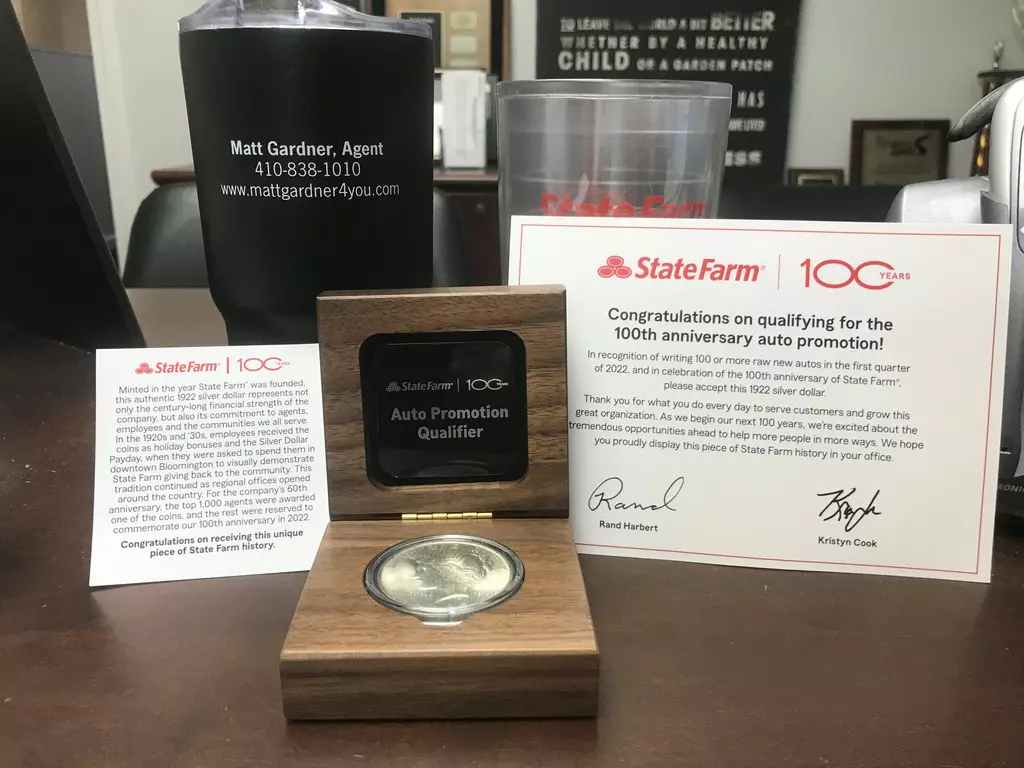 TO LEAVE THE WORLD A BIT BETTER
WHETHER BY A HEALTHY
CHILD OR A GARDEN PATCH
HAS
LIVED
Matt Gardner, Agent
410-838-1010
www.mattgardner4you.com
State Farm
State Farm® | 100 YEARS
Minted in the year State Farm® was founded,
this authentic 1922 silver dollar represents not
only the century-long financial strength of the
company, but also its commitment to agents,
employees and the communities we all serve.
In the 1920s and '30s, employees received the
coins as holiday bonuses and the Silver Dollar
Payday, when they were asked to spend them in
downtown Bloomington to visually demonstrate
State Farm giving back to the community. This
tradition continued as regional offices opened
around the country. For the company's 60th
anniversary, the top 1,000 agents were awarded
one of the coins, and the rest were reserved to
commemorate our 100th anniversary in 2022.
Congratulations on receiving this unique
piece of State Farm history.
State Farm® | 100 YEARS
Auto Promotion
Qualifier
State Farm® | 100 YEARS
Congratulations on qualifying for the
100th anniversary auto promotion!
In recognition of writing 100 or more raw new autos in the first quarter
of 2022, and in celebration of the 100th anniversary of State Farm®,
please accept this 1922 silver dollar.
Thank you for what you do every day to serve customers and grow this
great organization. As we begin our next 100 years, we're excited about the
tremendous opportunities ahead to help more people in more ways. We hope
you proudly display this piece of State Farm history in your office.
Rand
Rand Harbert
Kristyn Cook